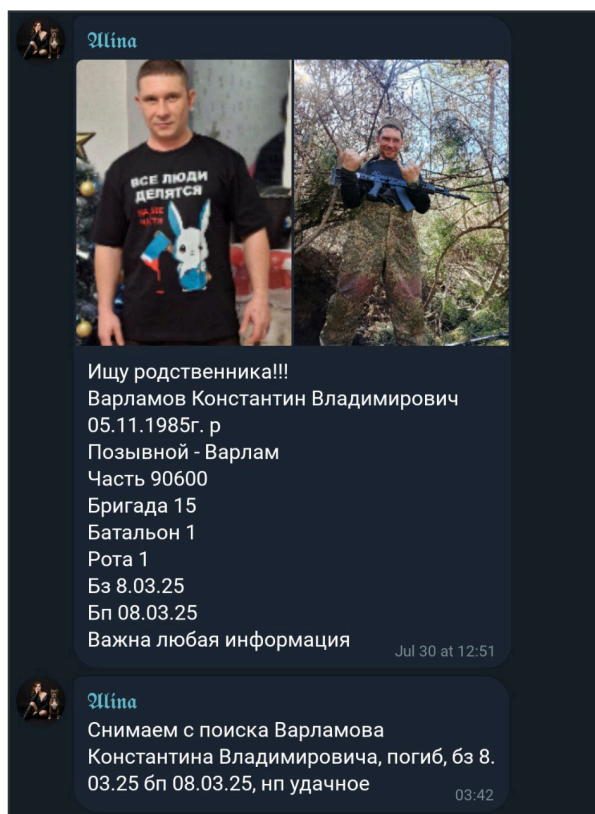 Alina
ВСЕ ЛЮДИ
ДЕЛЯТСЯ
НА ДВЕ
ЧАСТИ
Ищу родственника!!!
Варламов Константин Владимирович
05.11.1985г. р
Позывной - Варлам
Часть 90600
Бригада 15
Батальон 1
Рота 1
Бз 8.03.25
Бп 08.03.25
Важна любая информация
Jul 30 at 12:51
Alina
Снимаем с поиска Варламова
Константина Владимировича, погиб, бз 8.
03.25 бп 08.03.25, нп удачное
03:42